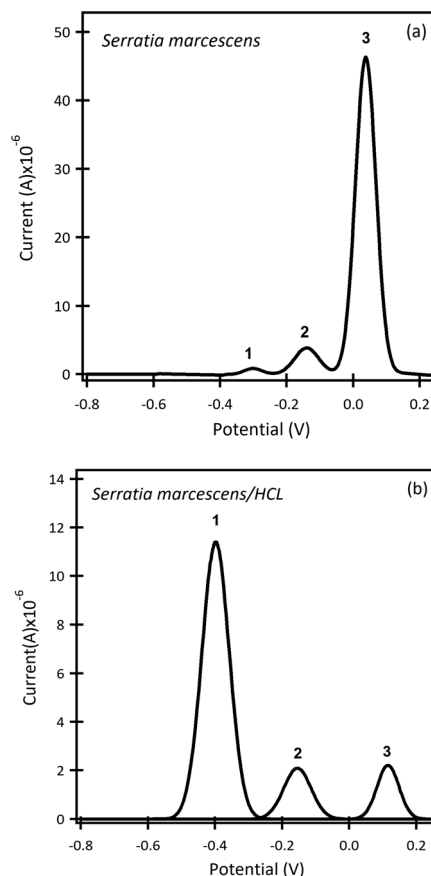 (a)
Serratia marcescens
3
50
40
30
20
10
0
Current (A)x10-6
1
2
-0.8 -0.6 -0.4 -0.2 0.0 0.2
Potential (V)
(b)
Serratia marcescens/HCL
14
12
10
8
6
4
2
0
Current(A)x10-6
1
2
3
-0.8 -0.6 -0.4 -0.2 0.0 0.2
Potential (V)